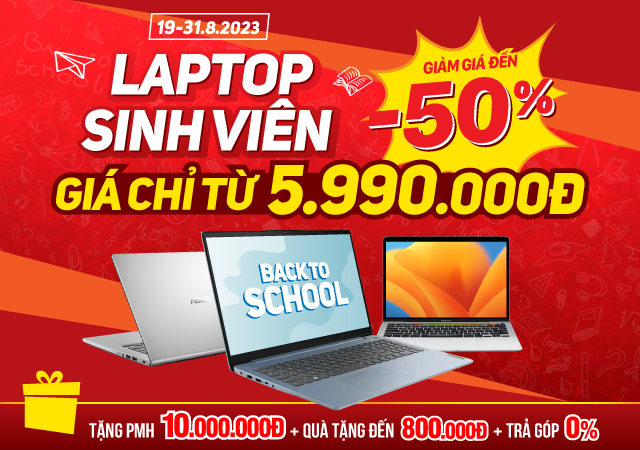 19-31.8.2023
LAPTOP
SINH VIÊN
GIẢM GIÁ ĐẾN
-50%
GIÁ CHỈ TỪ 5.990.000Đ
BACK TO
SCHOOL
TẶNG PMH 10.000.000Đ + QUÀ TẶNG ĐẾN 800.000Đ + TRẢ GÓP 0%